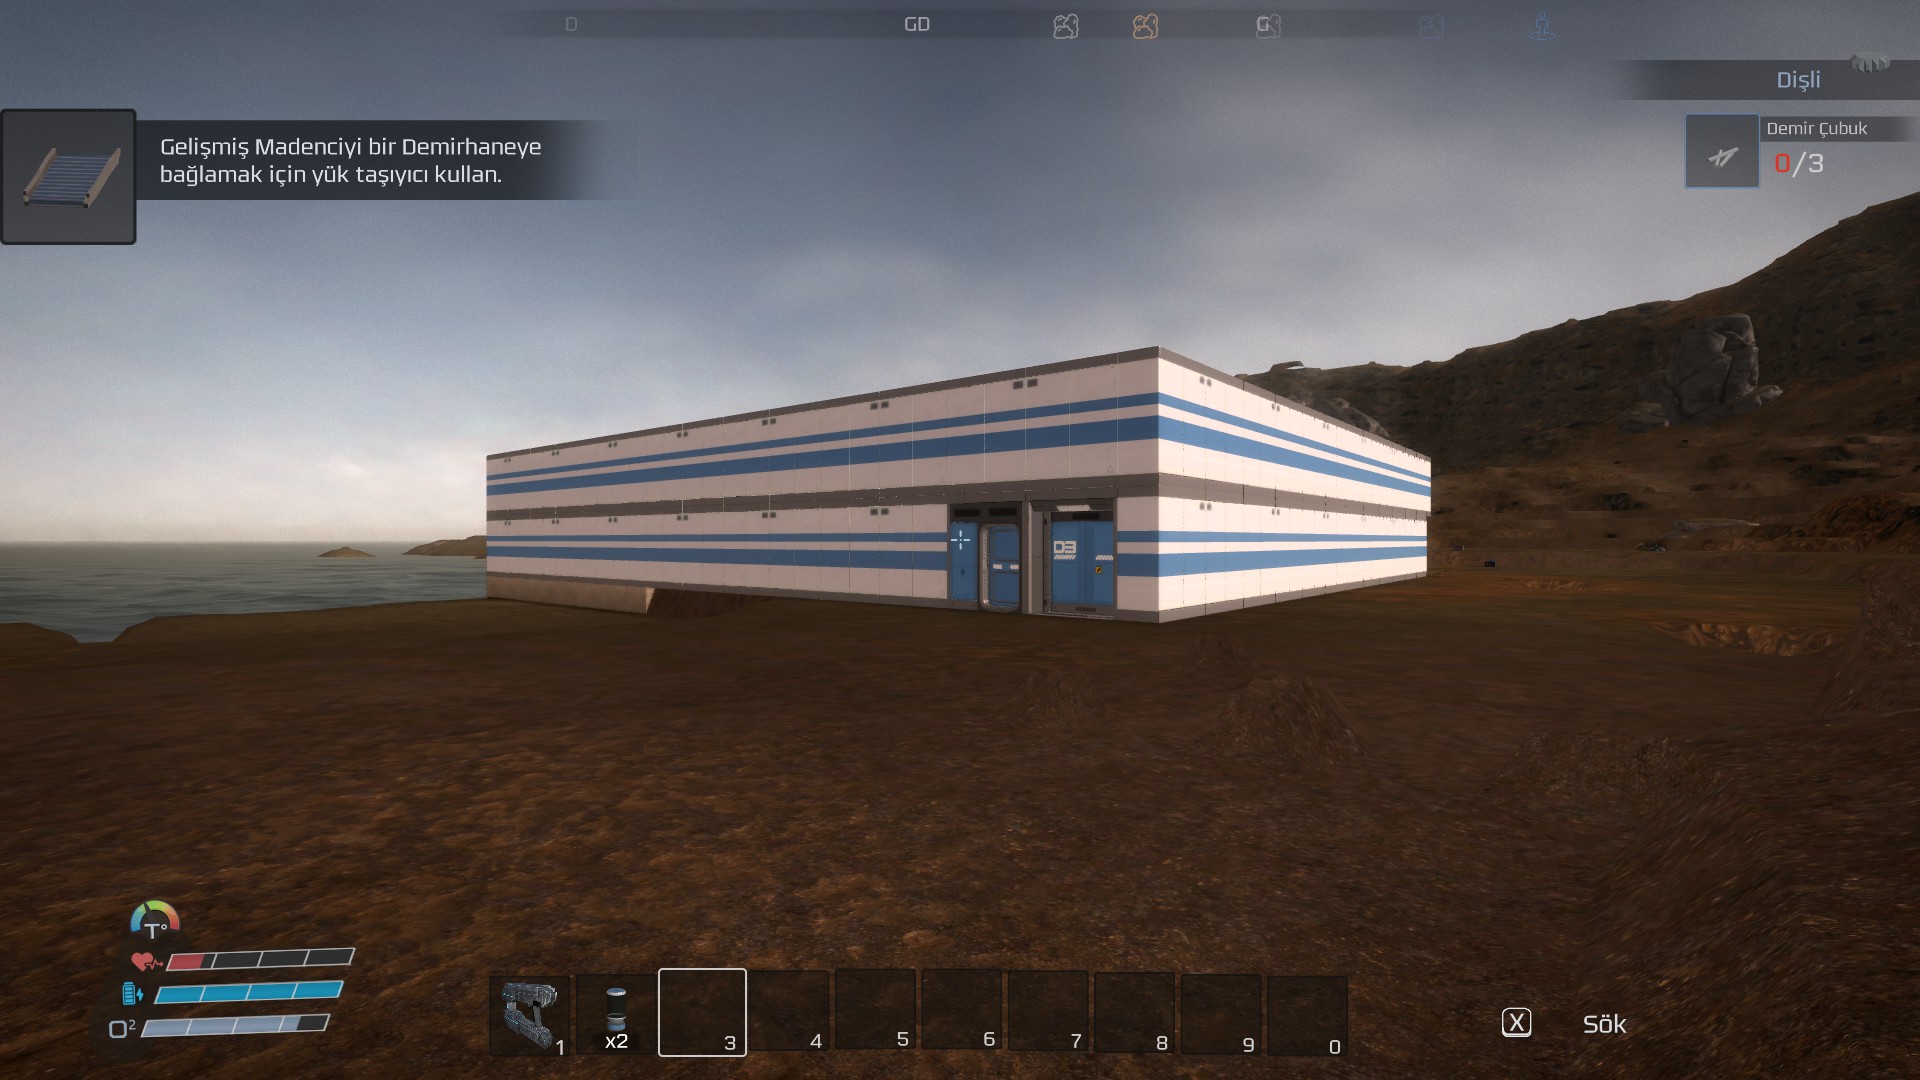 D
GD
G
Dişli
Gelişmiş Madenciyi bir Demirhaneye
bağlamak için yük taşıyıcı kullan.
Demir Çubuk
0/3
D3
T°
O²
1
x2
3
4
5
6
7
8
9
0
X
Sök